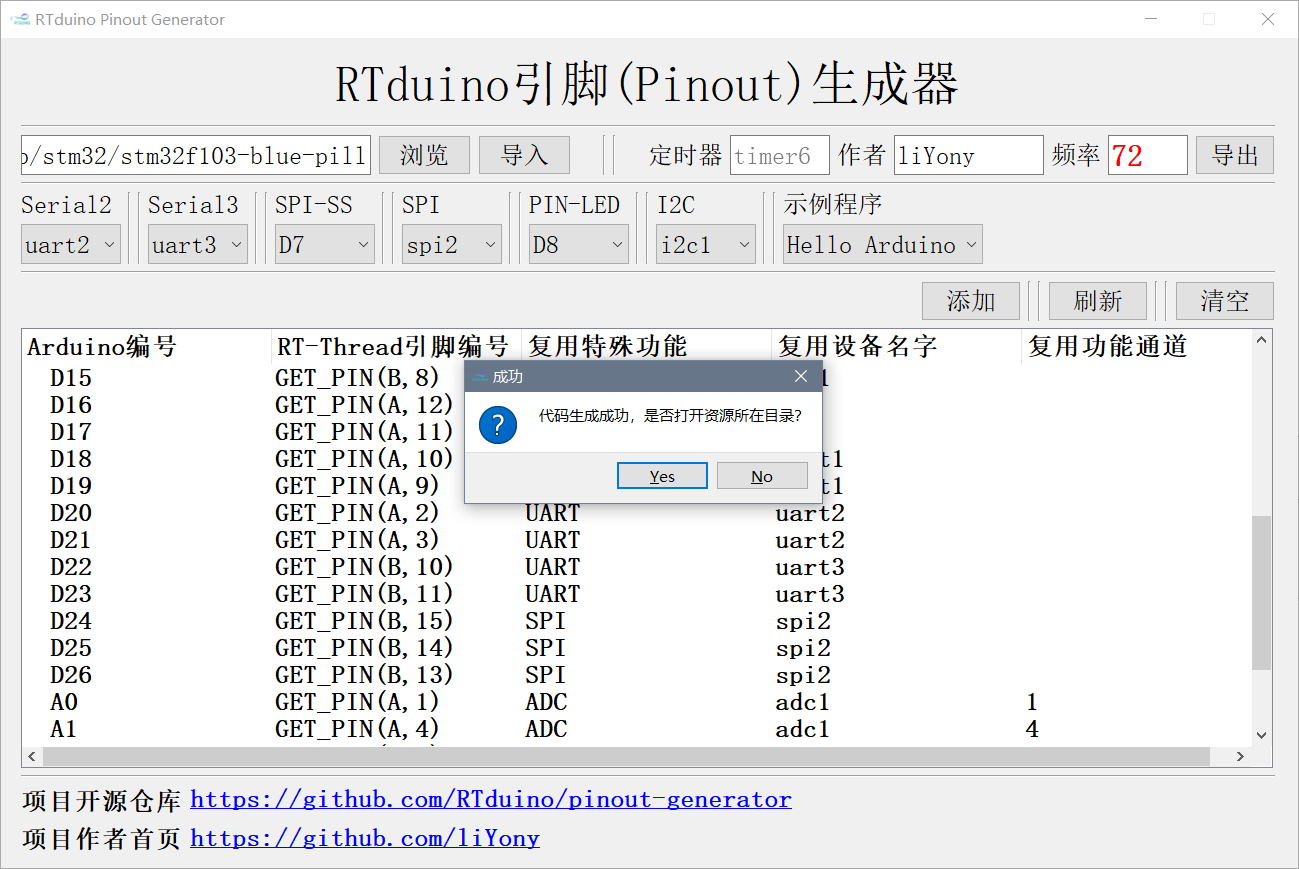 RTduino Pinout Generator
RTduino引脚(Pinout)生成器
o/stm32/stm32f103-blue-pill 浏览 导入 定时器 timer6 作者 liYony 频率 72 导出
Serial2 Serial3 SPI-SS SPI PIN-LED I2C 示例程序
uart2 uart3 D7 spi2 D8 i2c1 Hello Arduino
添加 刷新 清空
Arduino编号 RT-Thread引脚编号 复用特殊功能 复用设备名字 复用功能通道
D15 GET_PIN(B,8) 1
D16 GET_PIN(A,12)
D17 GET_PIN(A,11)
D18 GET_PIN(A,10) t1
D19 GET_PIN(A,9) t1
D20 GET_PIN(A,2) UART uart2
D21 GET_PIN(A,3) UART uart2
D22 GET_PIN(B,10) UART uart3
D23 GET_PIN(B,11) UART uart3
D24 GET_PIN(B,15) SPI spi2
D25 GET_PIN(B,14) SPI spi2
D26 GET_PIN(B,13) SPI spi2
A0 GET_PIN(A,1) ADC adc1 1
A1 GET_PIN(A,4) ADC adc1 4
成功
代码生成成功，是否打开资源所在目录？
Yes No
项目开源仓库 https://github.com/RTduino/pinout-generator
项目作者首页 https://github.com/liYony